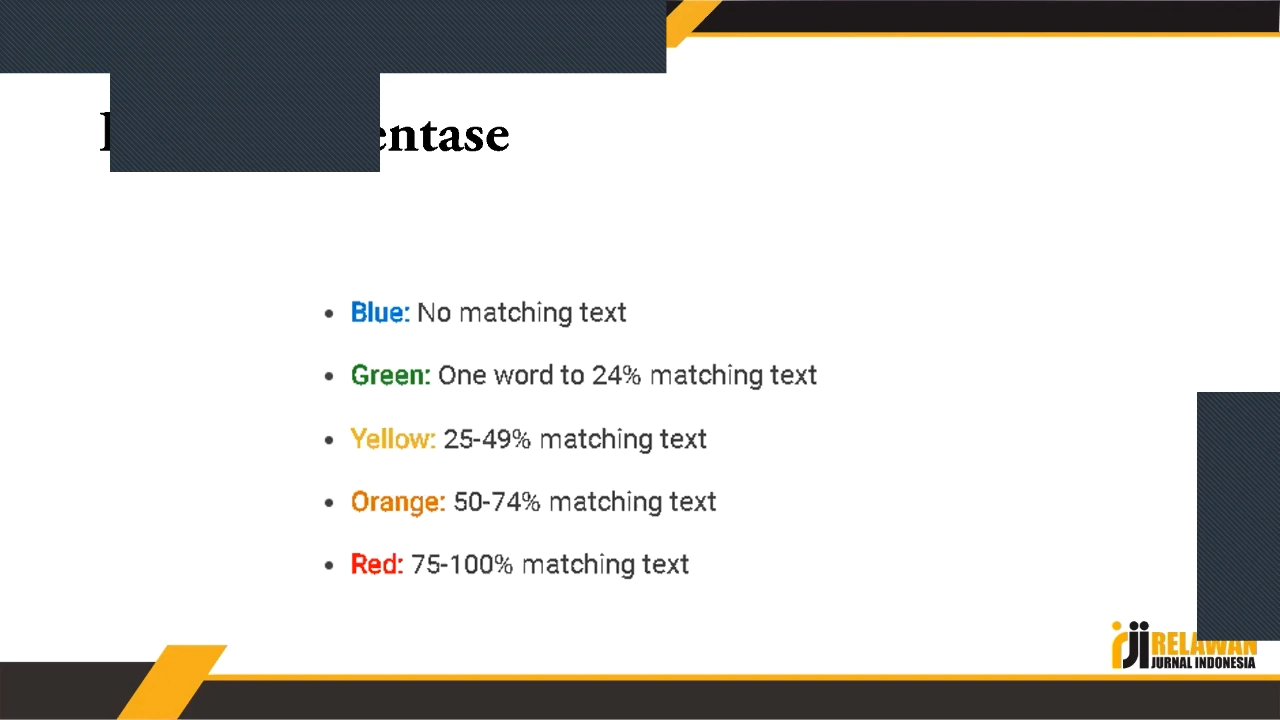 entase
• Blue: No matching text
• Green: One word to 24% matching text
• Yellow: 25-49% matching text
• Orange: 50-74% matching text
• Red: 75-100% matching text
RELAWAN
JURNAL INDONESIA